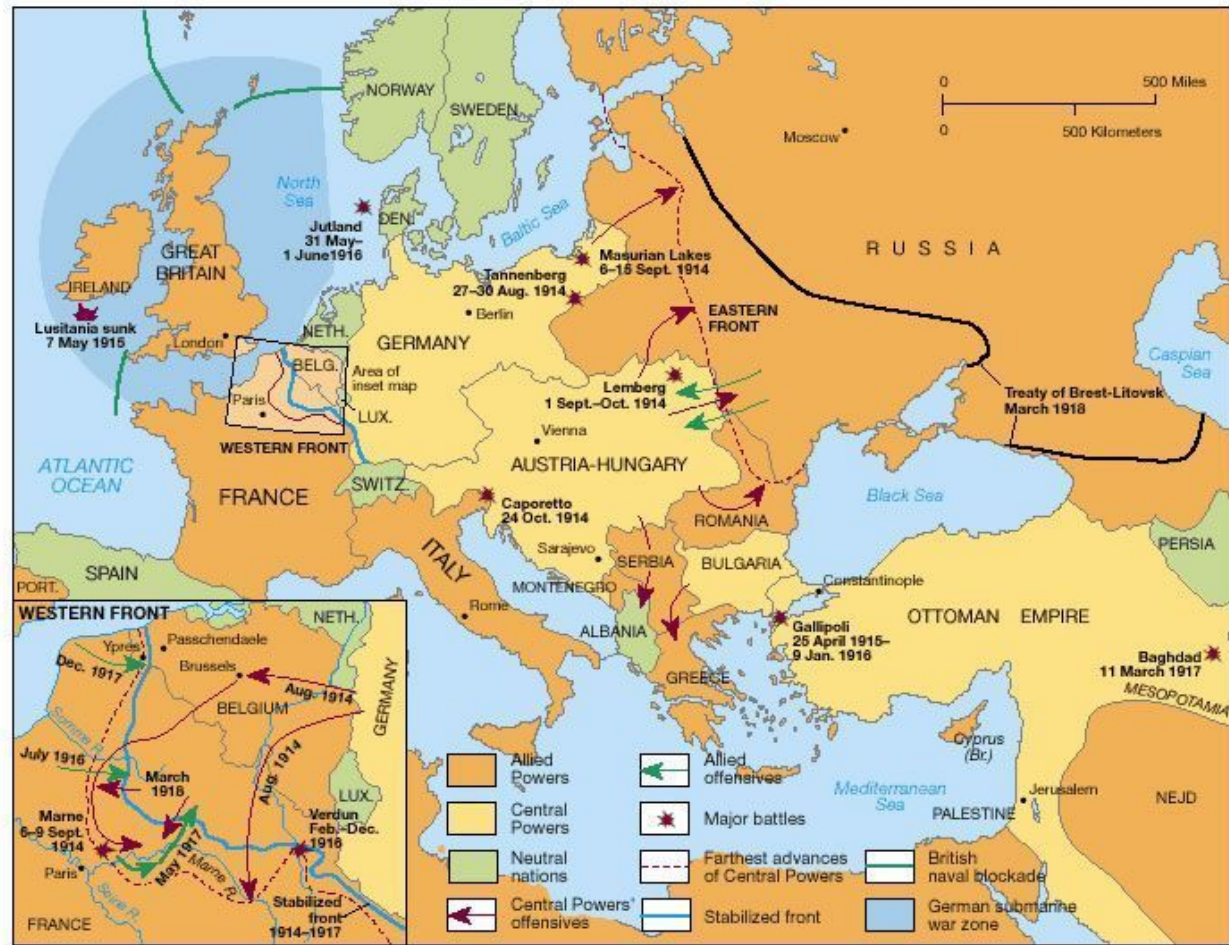 NORWAY
SWEDEN
0 500 Miles
0 500 Kilometers
Moscow
North
Sea
Jutland
31 May–
1 June1916
DEN.
Baltic Sea
RUSSIA
GREAT
BRITAIN
IRELAND
Lusitania sunk
7 May 1915
London
NETH.
Masurian Lakes
6–15 Sept. 1914
Tannenberg
27–30 Aug. 1914
Berlin
EASTERN
FRONT
GERMANY
BELG.
Area of
inset map
LUX.
Paris
WESTERN FRONT
Lemberg
1 Sept.–Oct. 1914
Vienna
Caspian
Sea
Treaty of Brest-Litovsk
March 1918
ATLANTIC
OCEAN
FRANCE
SWITZ.
AUSTRIA-HUNGARY
Caporetto
24 Oct. 1914
ROMANIA
Black Sea
SPAIN
PORT.
ITALY
Sarajevo
SERBIA
BULGARIA
MONTENEGRO
Constantinople
PERSIA
Rome
ALBANIA
Gallipoli
25 April 1915–
9 Jan. 1916
OTTOMAN EMPIRE
Baghdad
11 March 1917
MESOPOTAMIA
GREECE
Cyprus
(Br.)
Mediterranean
Sea
Jerusalem
PALESTINE
NEJD
WESTERN FRONT
NETH.
Ypres
Passchendaele
Dec. 1917
Brussels
Aug. 1914
BELGIUM
GERMANY
Somme R.
July 1916
March
1918
Aug. 1914
LUX.
Marne
6–9 Sept.
1914
Verdun
Feb.–Dec.
1916
May 1917
Marne R.
Paris
Stabilized
front
1914–1917
FRANCE
Allied
Powers
Central
Powers
Neutral
nations
Central Powers'
offensives
Allied
offensives
Major battles
Farthest advances
of Central Powers
Stabilized front
British
naval blockade
German submarine
war zone